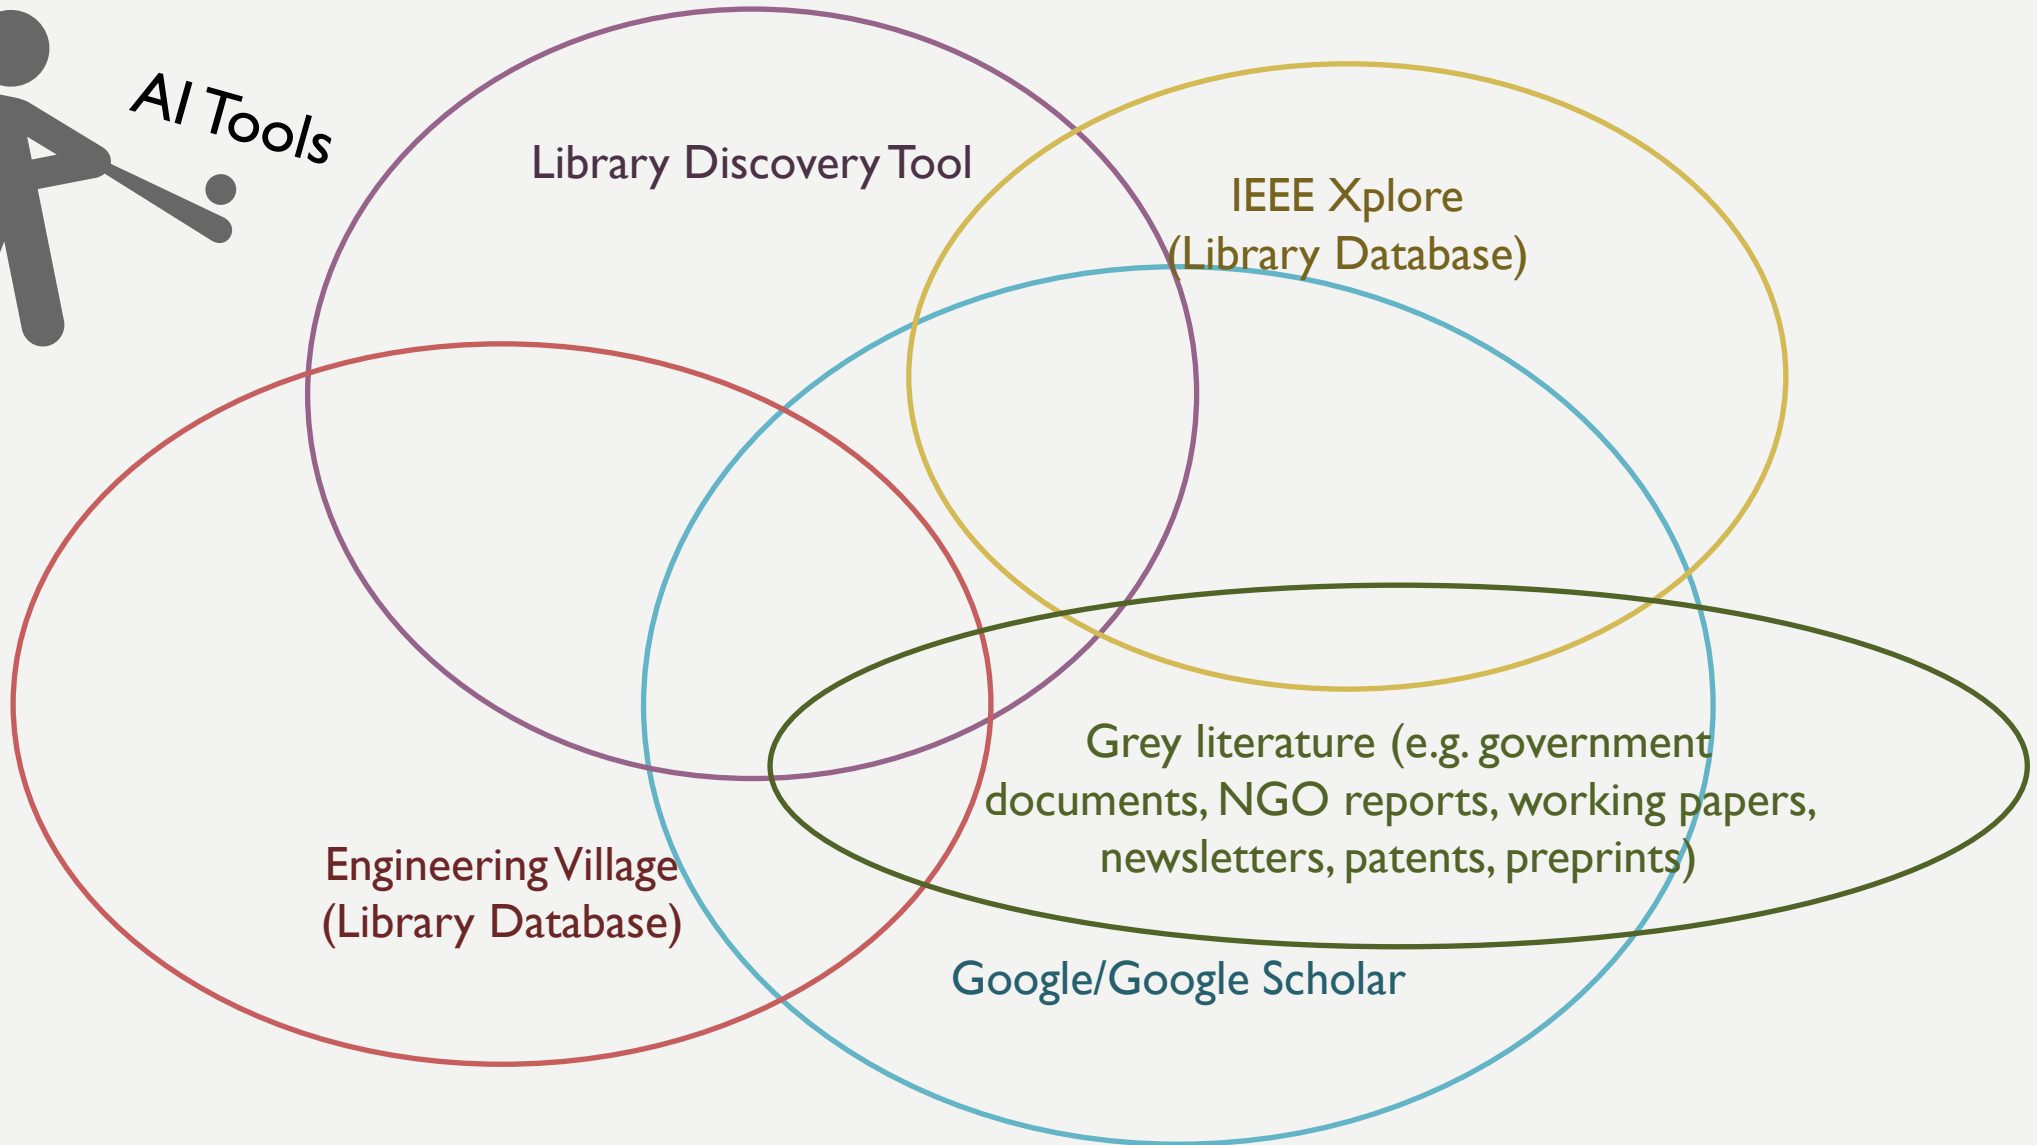 AI Tools
Library Discovery Tool
IEEE Xplore
(Library Database)
Grey literature (e.g. government
documents, NGO reports, working papers,
newsletters, patents, preprints)
Engineering Village
(Library Database)
Google/Google Scholar